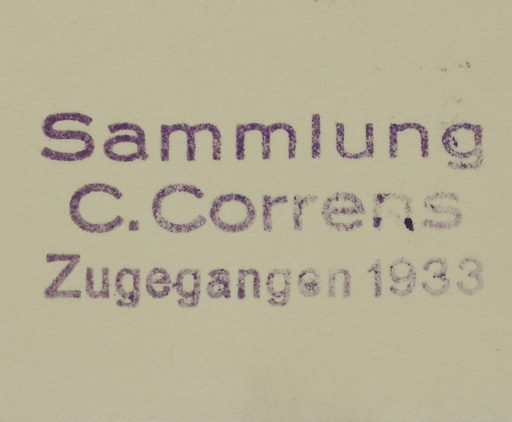 Sammlung
C. Correns
Zugegangen 1933